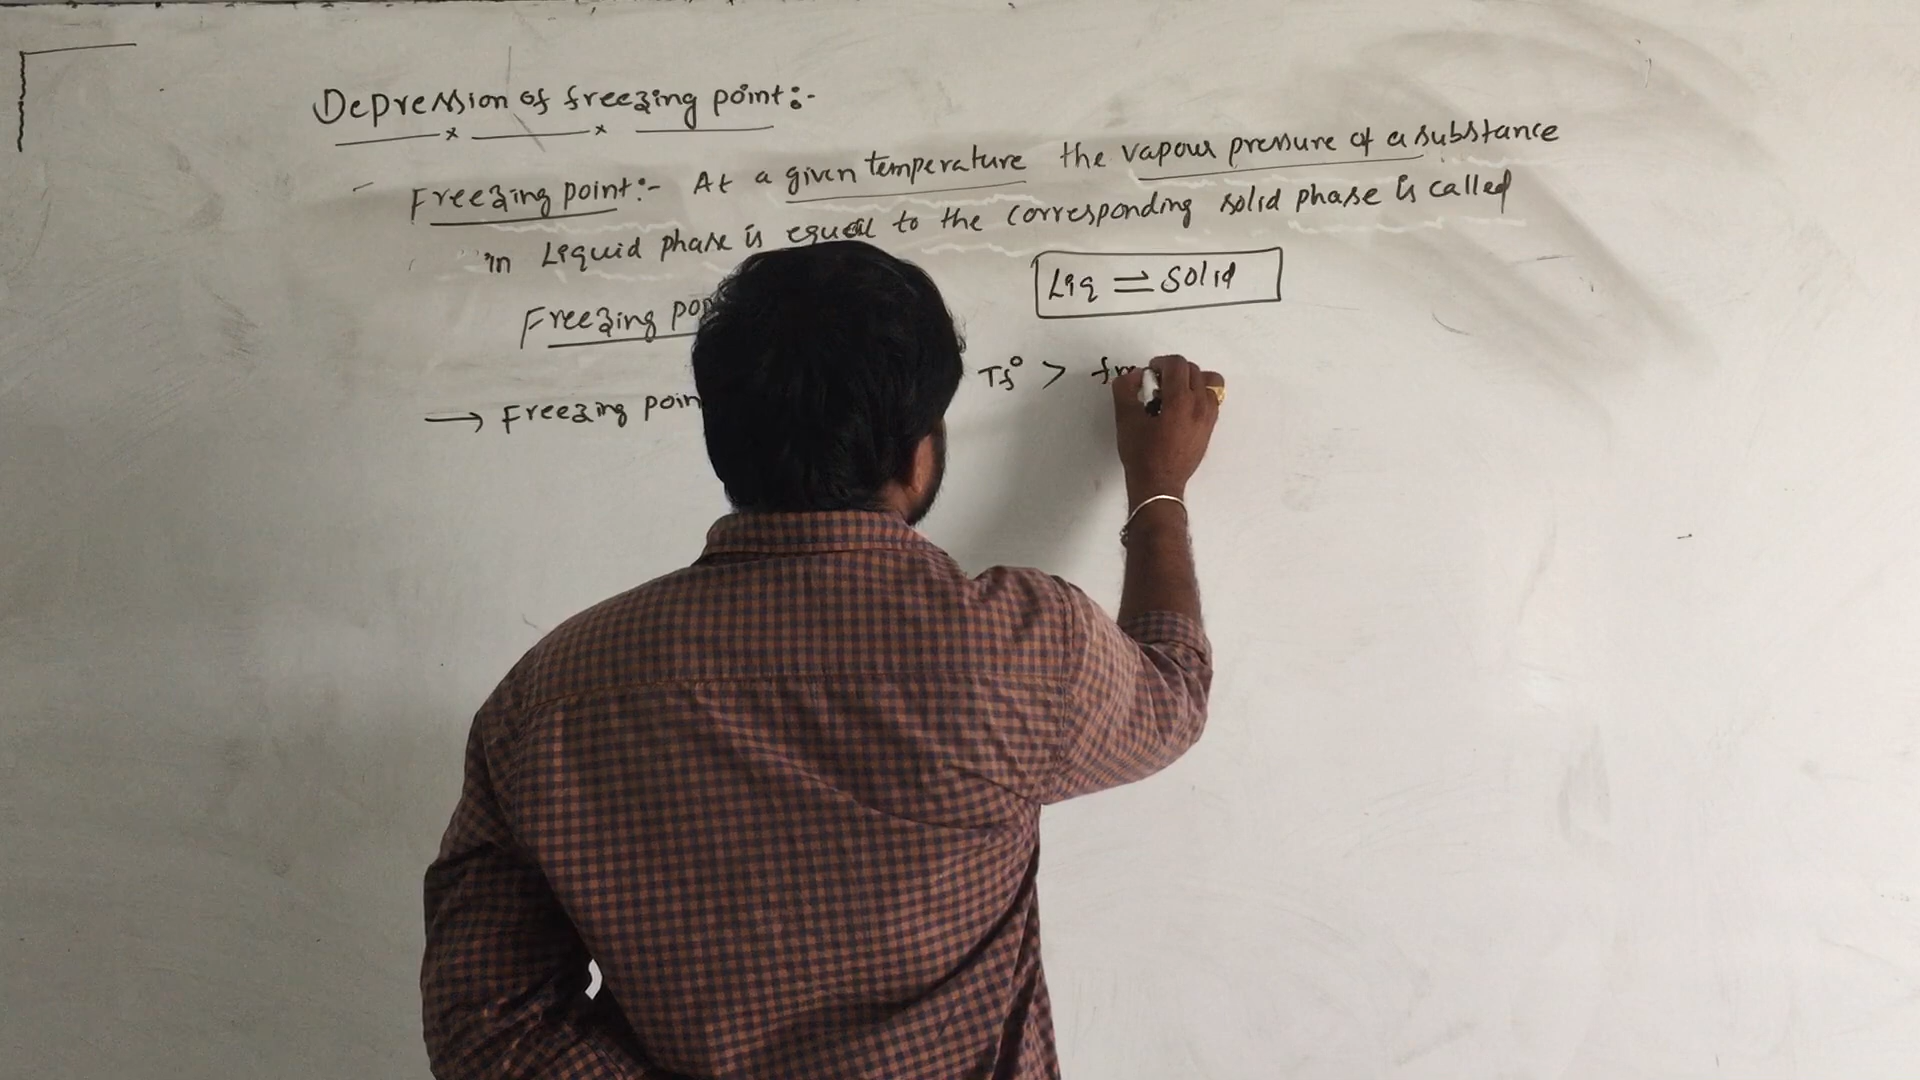 Depression of freezing point:-
Freezing point:- At a given temperature the vapour pressure of a substance
in Liquid phase is equal to the corresponding solid phase is called
Freezing
Liq ⇌ Solid
→ Freezing Tf° >